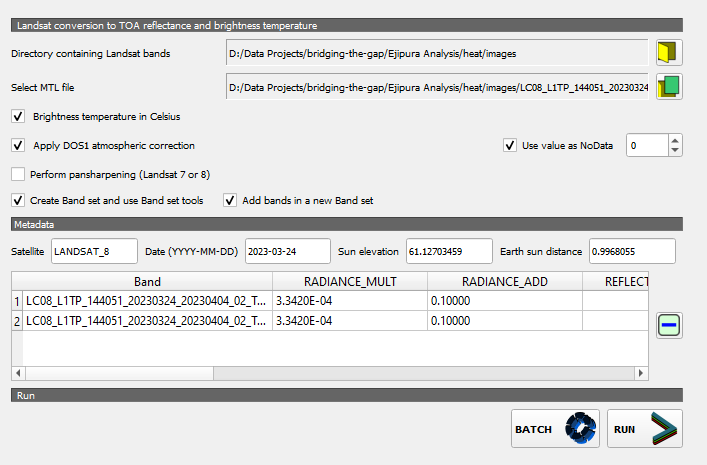 Landsat conversion to TOA reflectance and brightness temperature
Directory containing Landsat bands D:/Data Projects/bridging-the-gap/Ejipura Analysis/heat/images
Select MTL file D:/Data Projects/bridging-the-gap/Ejipura Analysis/heat/images/LC08_L1TP_144051_20230324
Brightness temperature in Celsius
Apply DOS1 atmospheric correction Use value as NoData 0
Perform pansharpening (Landsat 7 or 8)
Create Band set and use Band set tools Add bands in a new Band set
Metadata
Satellite LANDSAT_8 Date (YYYY-MM-DD) 2023-03-24 Sun elevation 61.12703459 Earth sun distance 0.9968055
Band RADIANCE_MULT RADIANCE_ADD REFLECT
1 LC08_L1TP_144051_20230324_20230404_02_T... 3.3420E-04 0.10000
2 LC08_L1TP_144051_20230324_20230404_02_T... 3.3420E-04 0.10000
Run
BATCH RUN